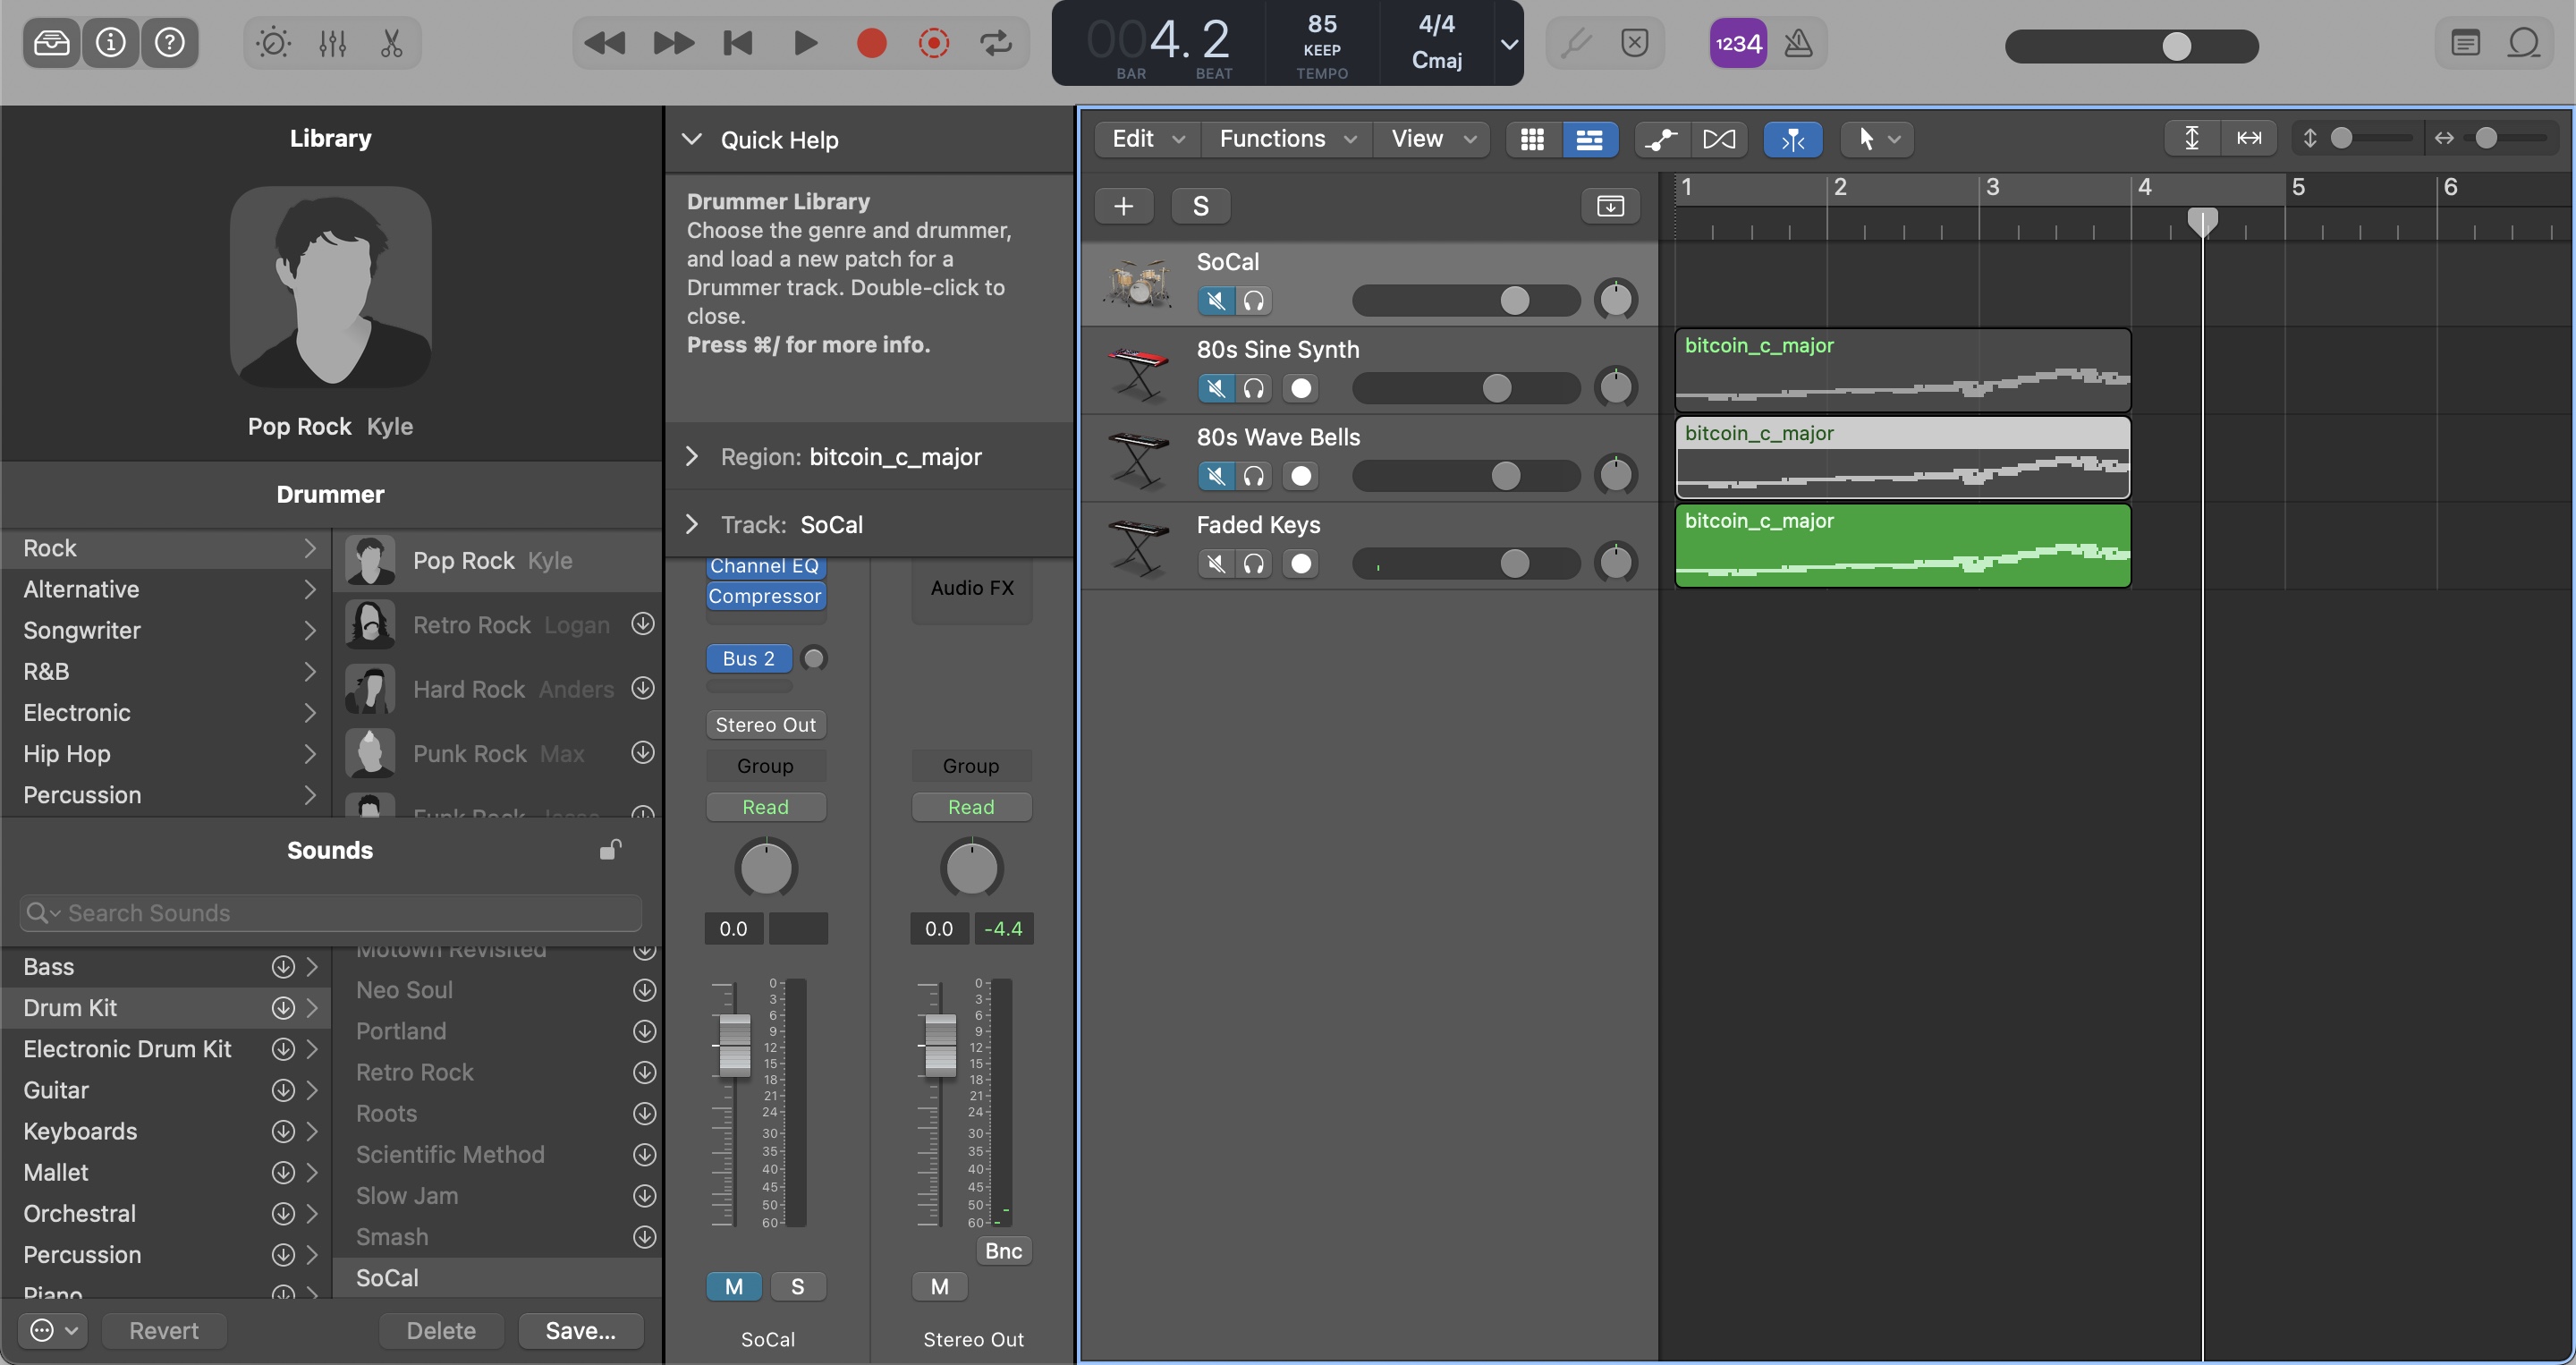 004.2
BAR
BEAT
85
KEEP
TEMPO
4/4
Cmaj
1234
Library
Pop Rock Kyle
Drummer
Rock
Alternative
Songwriter
R&B
Electronic
Hip Hop
Percussion
Pop Rock Kyle
Retro Rock Logan
Hard Rock Anders
Punk Rock Max
Funk Rock Jesse
Sounds
Search Sounds
Bass
Drum Kit
Electronic Drum Kit
Guitar
Keyboards
Mallet
Orchestral
Percussion
Piano
Motown Revisited
Neo Soul
Portland
Retro Rock
Roots
Scientific Method
Slow Jam
Smash
SoCal
Revert
Delete
Save...
Quick Help
Drummer Library
Choose the genre and drummer,
and load a new patch for a
Drummer track. Double-click to
close.
Press ⌘/ for more info.
Region: bitcoin_c_major
Track: SoCal
Channel EQ
Compressor
Bus 2
Stereo Out
Group
Read
0.0
0
3
6
9
12
15
18
21
24
30
35
40
45
50
60
M
S
SoCal
Audio FX
Group
Read
0.0
-4.4
0
3
6
9
12
15
18
21
24
30
35
40
45
50
60
Bnc
M
Stereo Out
Edit
Functions
View
S
1
2
3
4
5
6
SoCal
80s Sine Synth
bitcoin_c_major
80s Wave Bells
bitcoin_c_major
Faded Keys
bitcoin_c_major